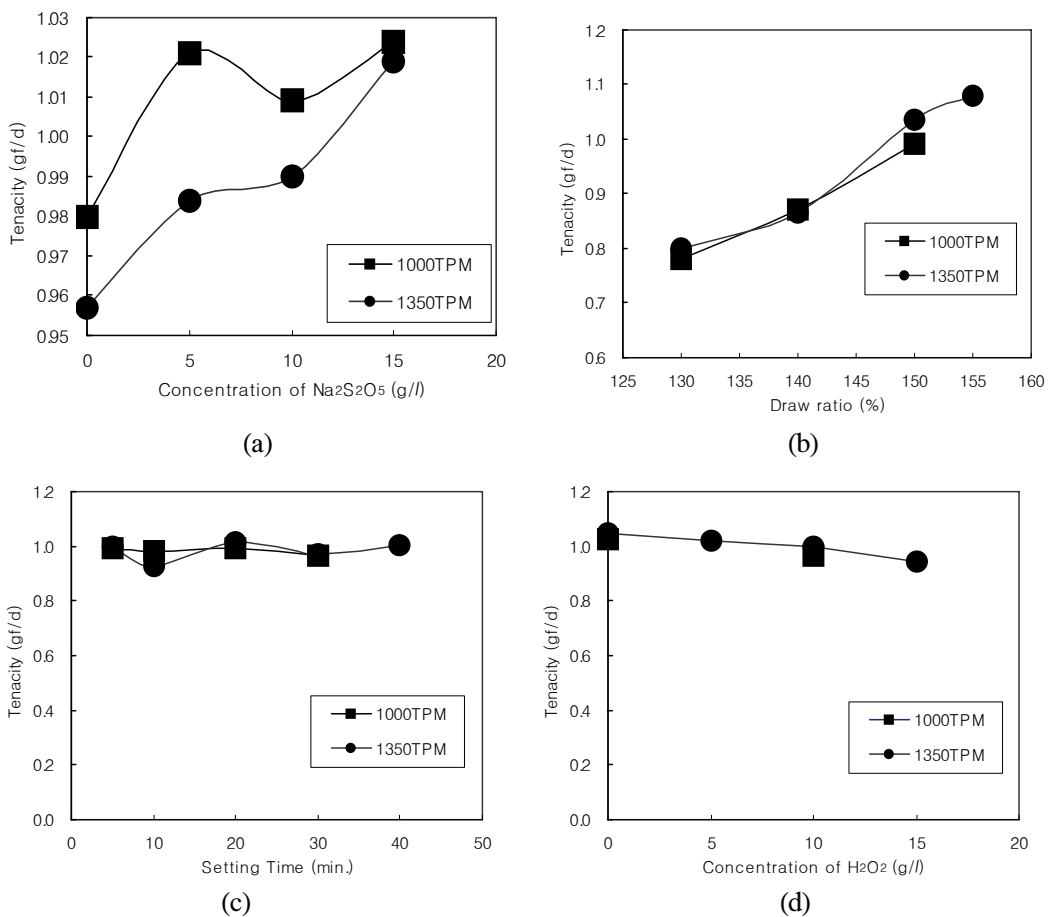 1.03
1.02
1.01
1.00
0.99
0.98
0.97
0.96
0.95
Tenacity (gf/d)
1000TPM
1350TPM
0 5 10 15 20
Concentration of Na2S2O5 (g/l)
(a)
1.2
1.1
1.0
0.9
0.8
0.7
0.6
Tenacity (gf/d)
1000TPM
1350TPM
125 130 135 140 145 150 155 160
Draw ratio (%)
(b)
1.2
1.0
0.8
0.6
0.4
0.2
0.0
Tenacity (gf/d)
1000TPM
1350TPM
0 10 20 30 40 50
Setting Time (min.)
(c)
1.2
1.0
0.8
0.6
0.4
0.2
0.0
Tenacity (gf/d)
1000TPM
1350TPM
0 5 10 15 20
Concentration of H2O2 (g/l)
(d)